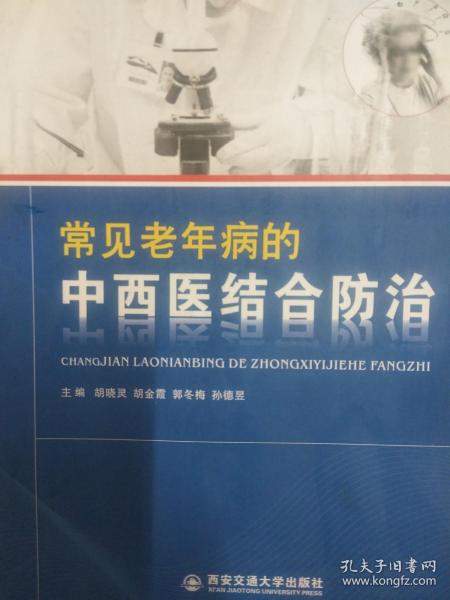 常见老年病的
中西医结合防治
CHANGJIAN LAONIANBING DE ZHONGXIYIJIEHE FANGZHI
主编 胡晓灵 胡金霞 郭冬梅 孙德昱
西安交通大学出版社
XI'AN JIAOTONG UNIVERSITY PRESS
孔夫子旧书网
www.kongfz.com